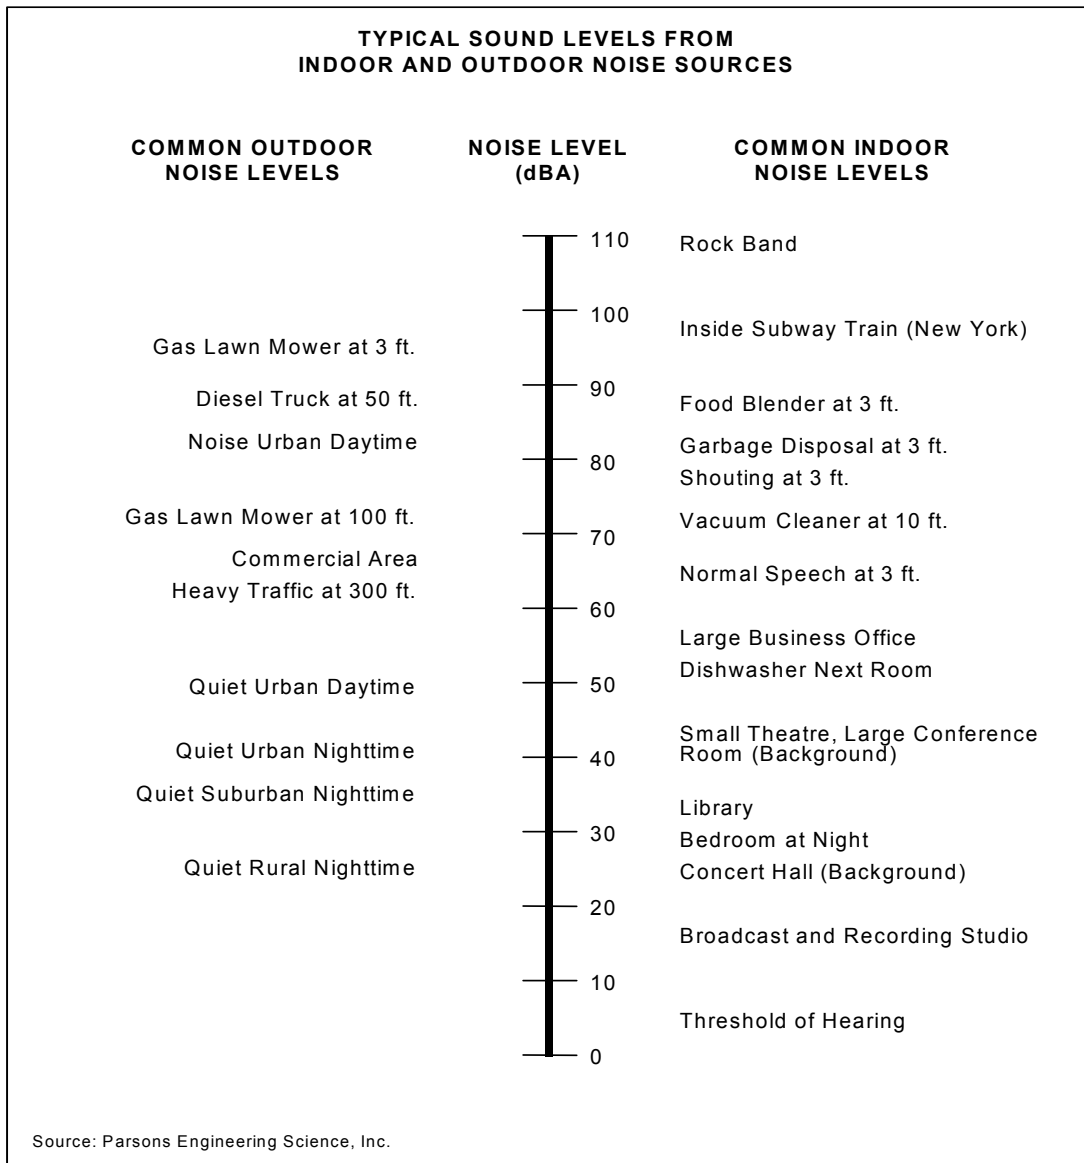 TYPICAL SOUND LEVELS FROM
INDOOR AND OUTDOOR NOISE SOURCES
COMMON OUTDOOR
NOISE LEVELS
NOISE LEVEL
(dBA)
COMMON INDOOR
NOISE LEVELS
110
Rock Band
100
Inside Subway Train (New York)
Gas Lawn Mower at 3 ft.
90
Diesel Truck at 50 ft.
Food Blender at 3 ft.
Noise Urban Daytime
Garbage Disposal at 3 ft.
80
Shouting at 3 ft.
Gas Lawn Mower at 100 ft.
Vacuum Cleaner at 10 ft.
70
Commercial Area
Normal Speech at 3 ft.
Heavy Traffic at 300 ft.
60
Large Business Office
Dishwasher Next Room
Quiet Urban Daytime
50
Small Theatre, Large Conference
Room (Background)
Quiet Urban Nighttime
40
Quiet Suburban Nighttime
Library
30
Bedroom at Night
Quiet Rural Nighttime
Concert Hall (Background)
20
Broadcast and Recording Studio
10
Threshold of Hearing
0
Source: Parsons Engineering Science, Inc.